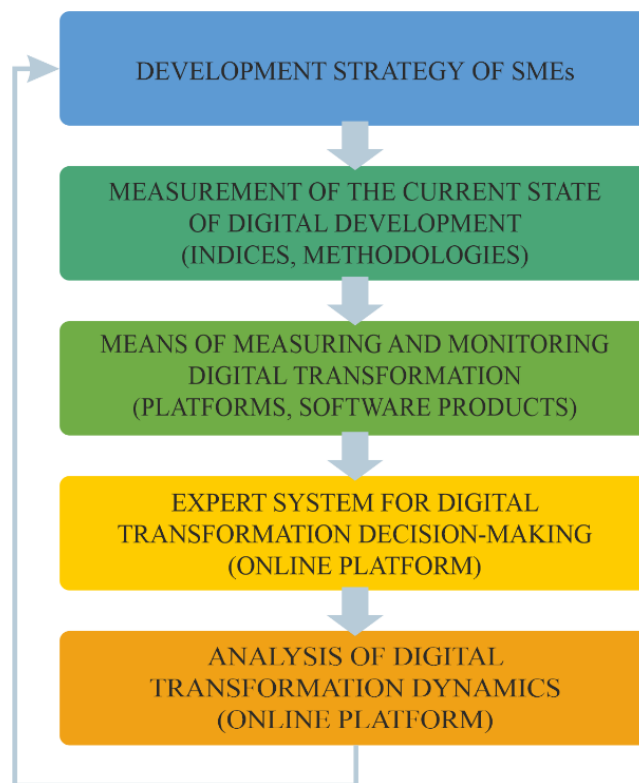 DEVELOPMENT STRATEGY OF SMEs
MEASUREMENT OF THE CURRENT STATE
OF DIGITAL DEVELOPMENT
(INDICES, METHODOLOGIES)
MEANS OF MEASURING AND MONITORING
DIGITAL TRANSFORMATION
(PLATFORMS, SOFTWARE PRODUCTS)
EXPERT SYSTEM FOR DIGITAL
TRANSFORMATION DECISION-MAKING
(ONLINE PLATFORM)
ANALYSIS OF DIGITAL
TRANSFORMATION DYNAMICS
(ONLINE PLATFORM)